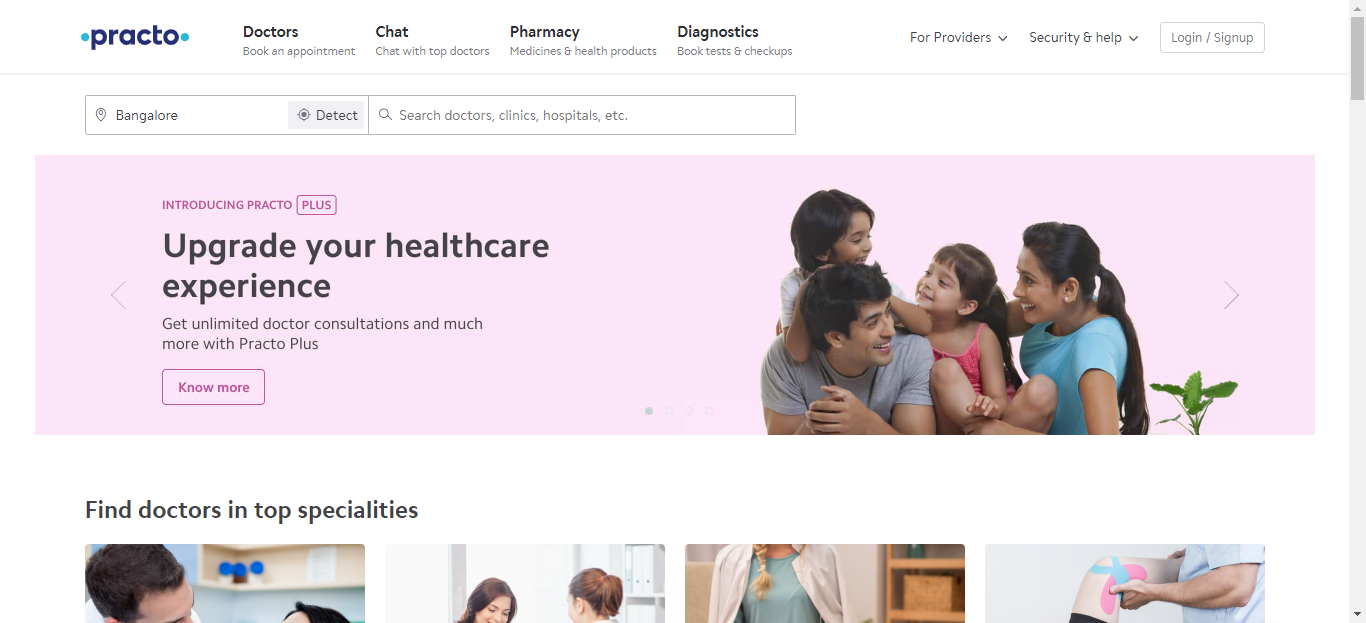 practo
Doctors
Book an appointment
Chat
Chat with top doctors
Pharmacy
Medicines & health products
Diagnostics
Book tests & checkups
For Providers
Security & help
Login / Signup
Bangalore
Detect
Search doctors, clinics, hospitals, etc.
INTRODUCING PRACTO PLUS
Upgrade your healthcare
experience
Get unlimited doctor consultations and much
more with Practo Plus
Know more
Find doctors in top specialities